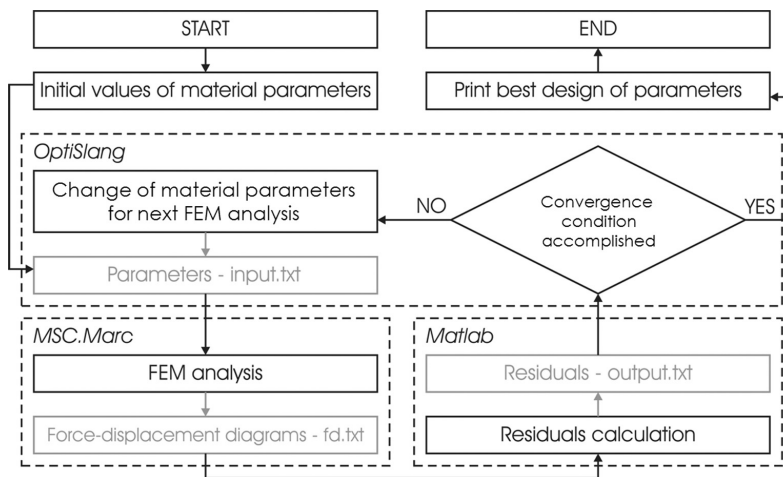 START
END
Initial values of material parameters
Print best design of parameters
OptiSlang
Change of material parameters
for next FEM analysis
NO
Convergence
condition
accomplished
YES
Parameters - input.txt
MSC.Marc
Matlab
FEM analysis
Residuals - output.txt
Force-displacement diagrams - fd.txt
Residuals calculation